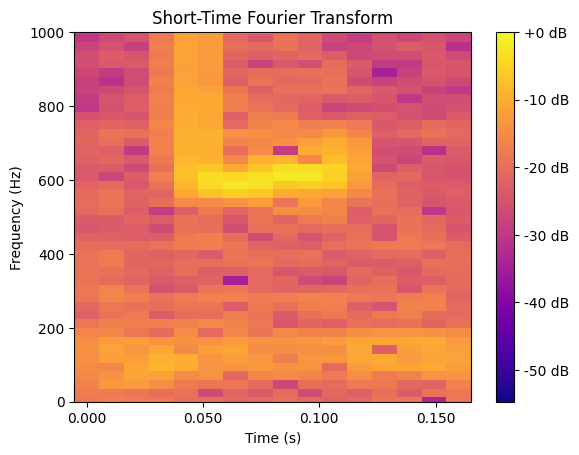 Short-Time Fourier Transform
1000
800
600
400
200
0
Frequency (Hz)
0.000
0.050
0.100
0.150
Time (s)
+0 dB
-10 dB
-20 dB
-30 dB
-40 dB
-50 dB